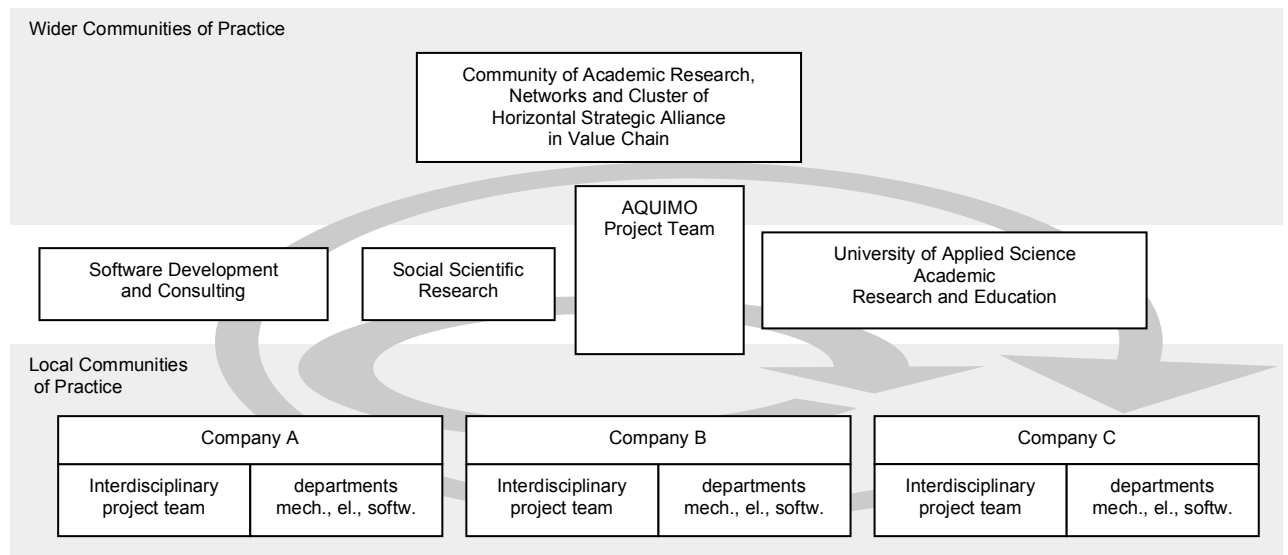 Wider Communities of Practice
Community of Academic Research,
Networks and Cluster of
Horizontal Strategic Alliance
in Value Chain
AQUIMO
Project Team
Software Development
and Consulting
Social Scientific
Research
University of Applied Science
Academic
Research and Education
Local Communities
of Practice
Company A
Interdisciplinary
project team
departments
mech., el., softw.
Company B
Interdisciplinary
project team
departments
mech., el., softw.
Company C
Interdisciplinary
project team
departments
mech., el., softw.